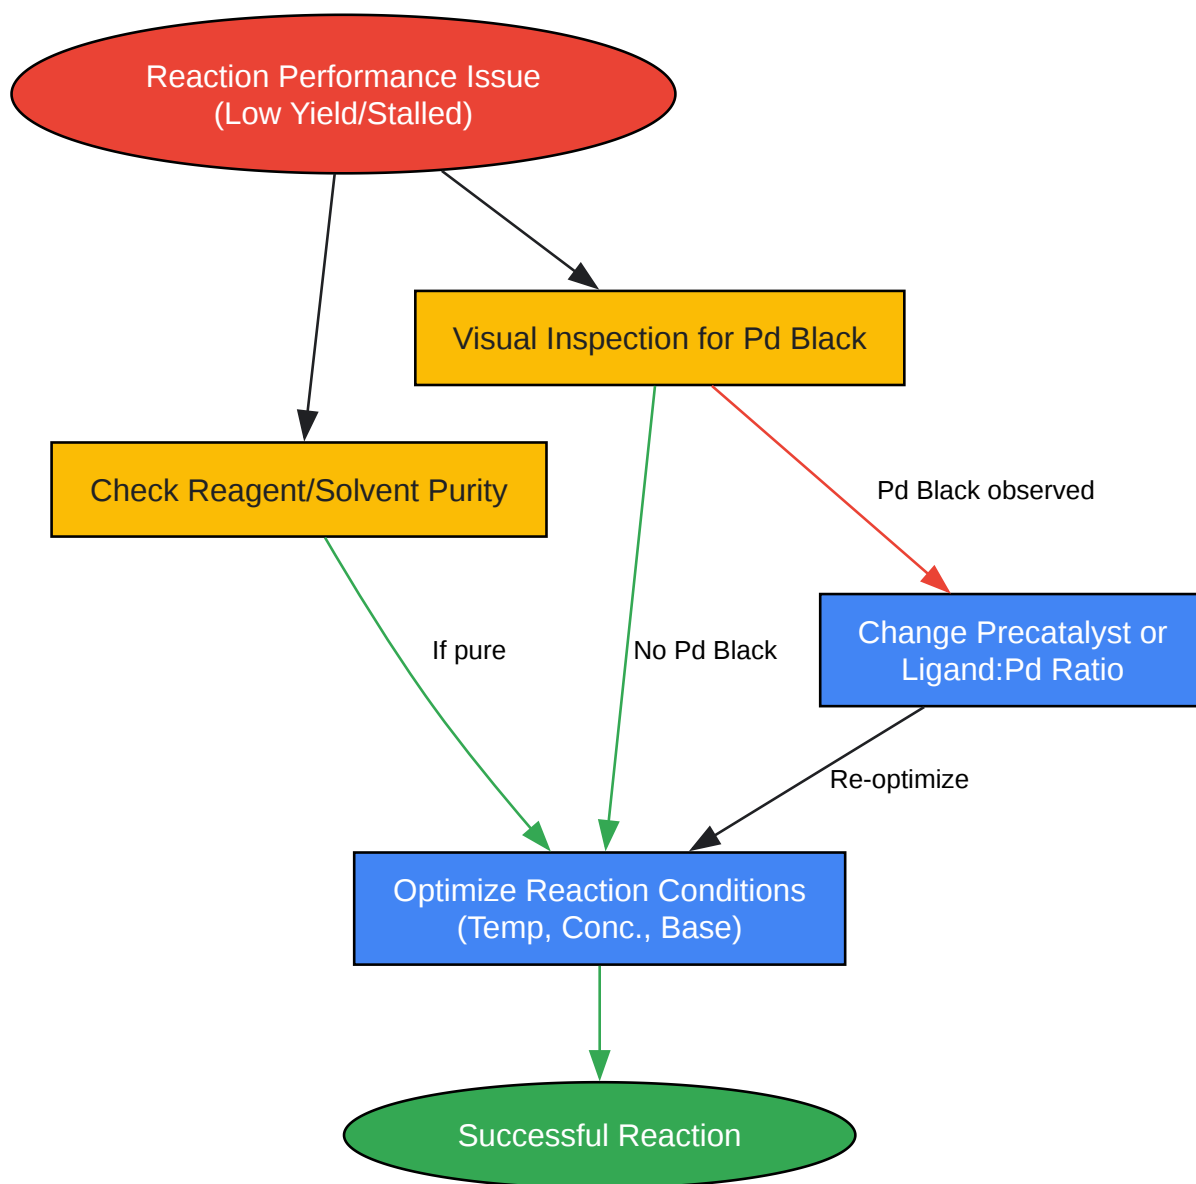 Reaction Performance Issue
(Low Yield/Stalled)
Visual Inspection for Pd Black
Check Reagent/Solvent Purity
Pd Black observed
Change Precatalyst or
Ligand:Pd Ratio
If pure
No Pd Black
Re-optimize
Optimize Reaction Conditions
(Temp, Conc., Base)
Successful Reaction